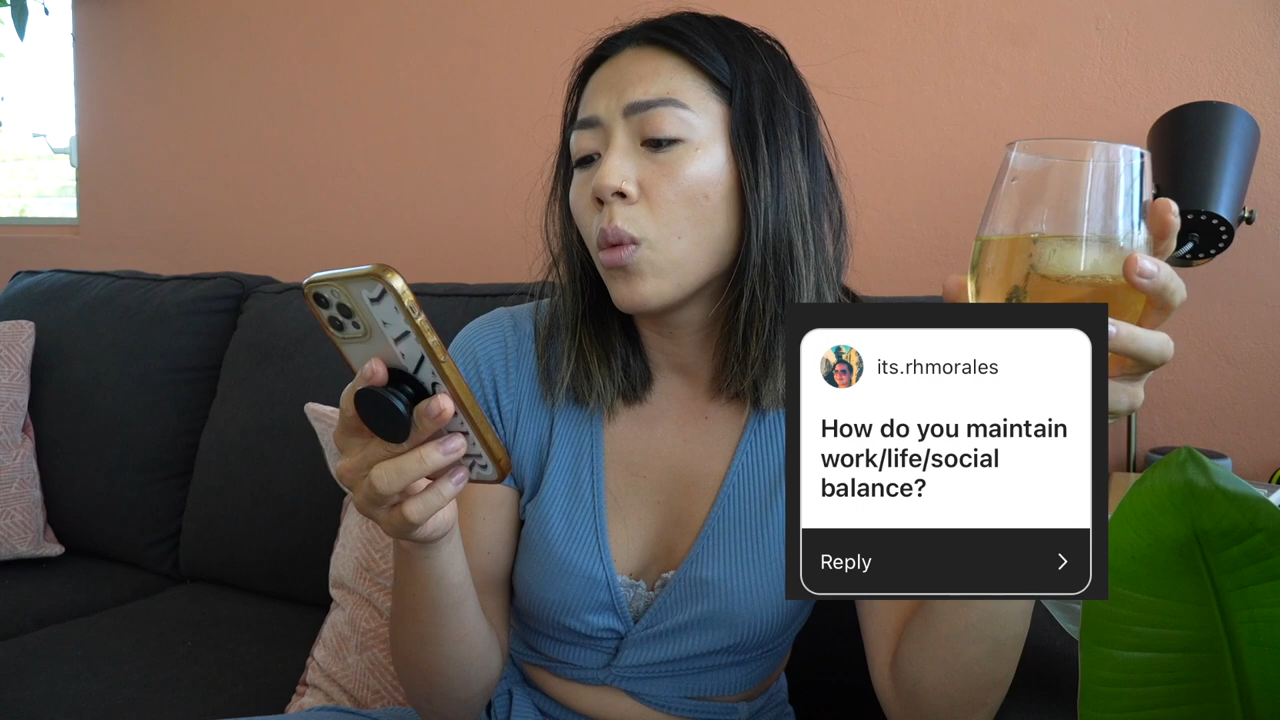 its.rhmorales
How do you maintain
work/life/social
balance?
Reply